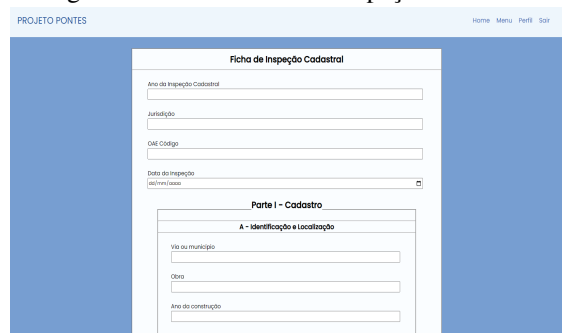 PROJETO PONTES
Home Menu Perfil Sair
Ficha de Inspeção Cadastral
Ano da Inspeção Cadastral
Jurisdição
OAE Código
Data da Inspeção
dd/mm/aaaa
Parte I - Cadastro
A - Identificação e Localização
Via ou município
Obra
Ano da construção